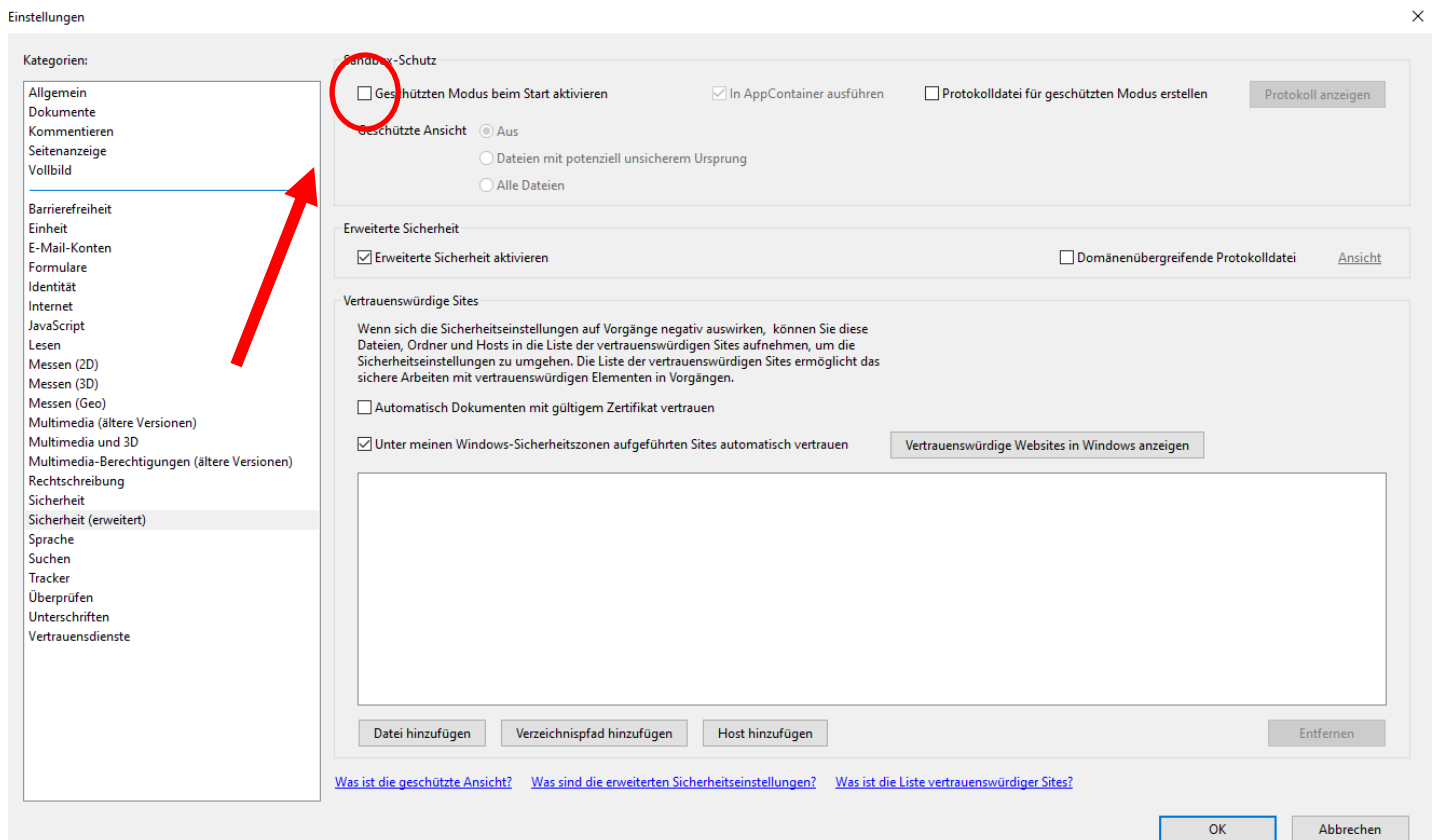 Einstellungen
Kategorien:
Allgemein
Dokumente
Kommentieren
Seitenanzeige
Vollbild
Barrierefreiheit
Einheit
E-Mail-Konten
Formulare
Identität
Internet
JavaScript
Lesen
Messen (2D)
Messen (3D)
Messen (Geo)
Multimedia (ältere Versionen)
Multimedia und 3D
Multimedia-Berechtigungen (ältere Versionen)
Rechtschreibung
Sicherheit
Sicherheit (erweitert)
Sprache
Suchen
Tracker
Überprüfen
Unterschriften
Vertrauensdienste
Sandbox-Schutz
Geschützten Modus beim Start aktivieren In AppContainer ausführen Protokolldatei für geschützten Modus erstellen Protokoll anzeigen
Geschützte Ansicht Aus
Dateien mit potenziell unsicherem Ursprung
Alle Dateien
Erweiterte Sicherheit
Erweiterte Sicherheit aktivieren Domänenübergreifende Protokolldatei Ansicht
Vertrauenswürdige Sites
Wenn sich die Sicherheitseinstellungen auf Vorgänge negativ auswirken, können Sie diese
Dateien, Ordner und Hosts in die Liste der vertrauenswürdigen Sites aufnehmen, um die
Sicherheitseinstellungen zu umgehen. Die Liste der vertrauenswürdigen Sites ermöglicht das
sichere Arbeiten mit vertrauenswürdigen Elementen in Vorgängen.
Automatisch Dokumenten mit gültigem Zertifikat vertrauen
Unter meinen Windows-Sicherheitszonen aufgeführten Sites automatisch vertrauen Vertrauenswürdige Websites in Windows anzeigen
Datei hinzufügen Verzeichnispfad hinzufügen Host hinzufügen Entfernen
Was ist die geschützte Ansicht? Was sind die erweiterten Sicherheitseinstellungen? Was ist die Liste vertrauenswürdiger Sites?
OK Abbrechen